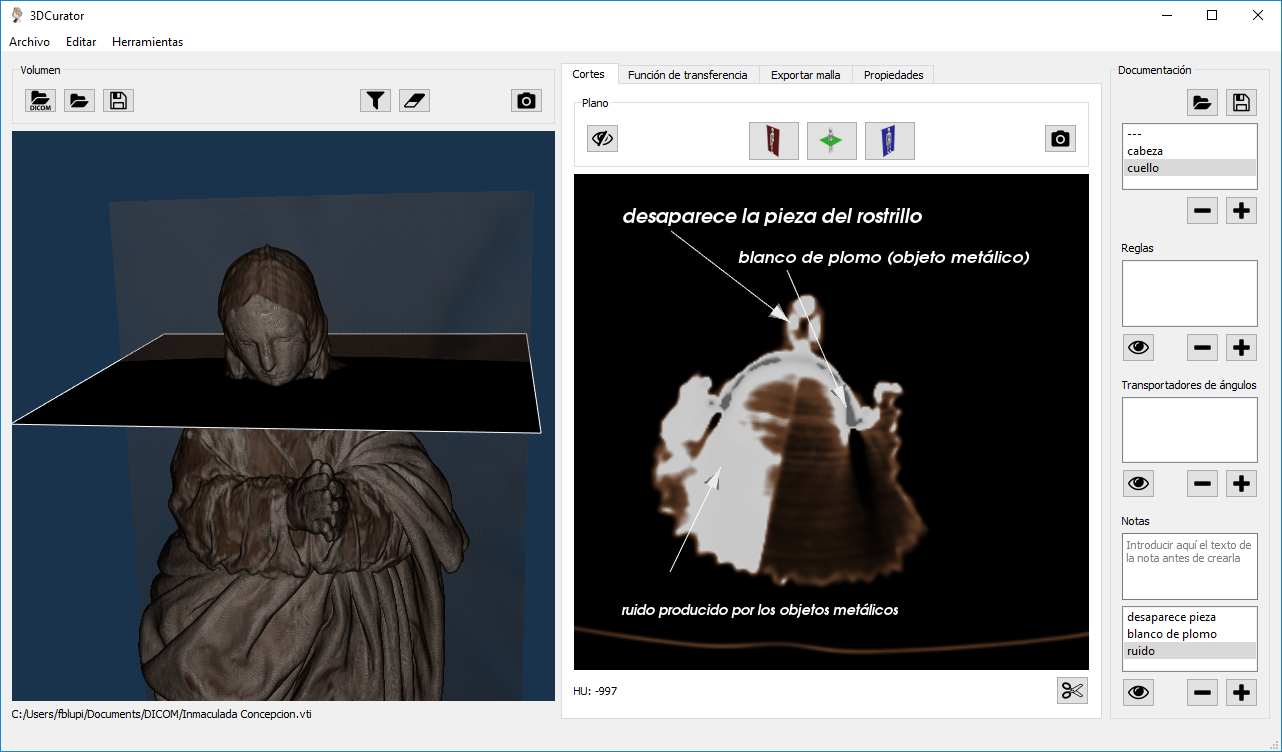 3DCurator
Archivo Editar Herramientas
Volumen
DICOM
C:/Users/fblupi/Documents/DICOM/Inmaculada Concepcion.vti
Cortes Función de transferencia Exportar malla Propiedades
Plano
desaparece la pieza del rostrillo
blanco de plomo (objeto metálico)
ruido producido por los objetos metálicos
HU: -997
Documentación
---
cabeza
cuello
Reglas
Transportadores de ángulos
Notas
Introducir aquí el texto de
la nota antes de crearla
desaparece pieza
blanco de plomo
ruido